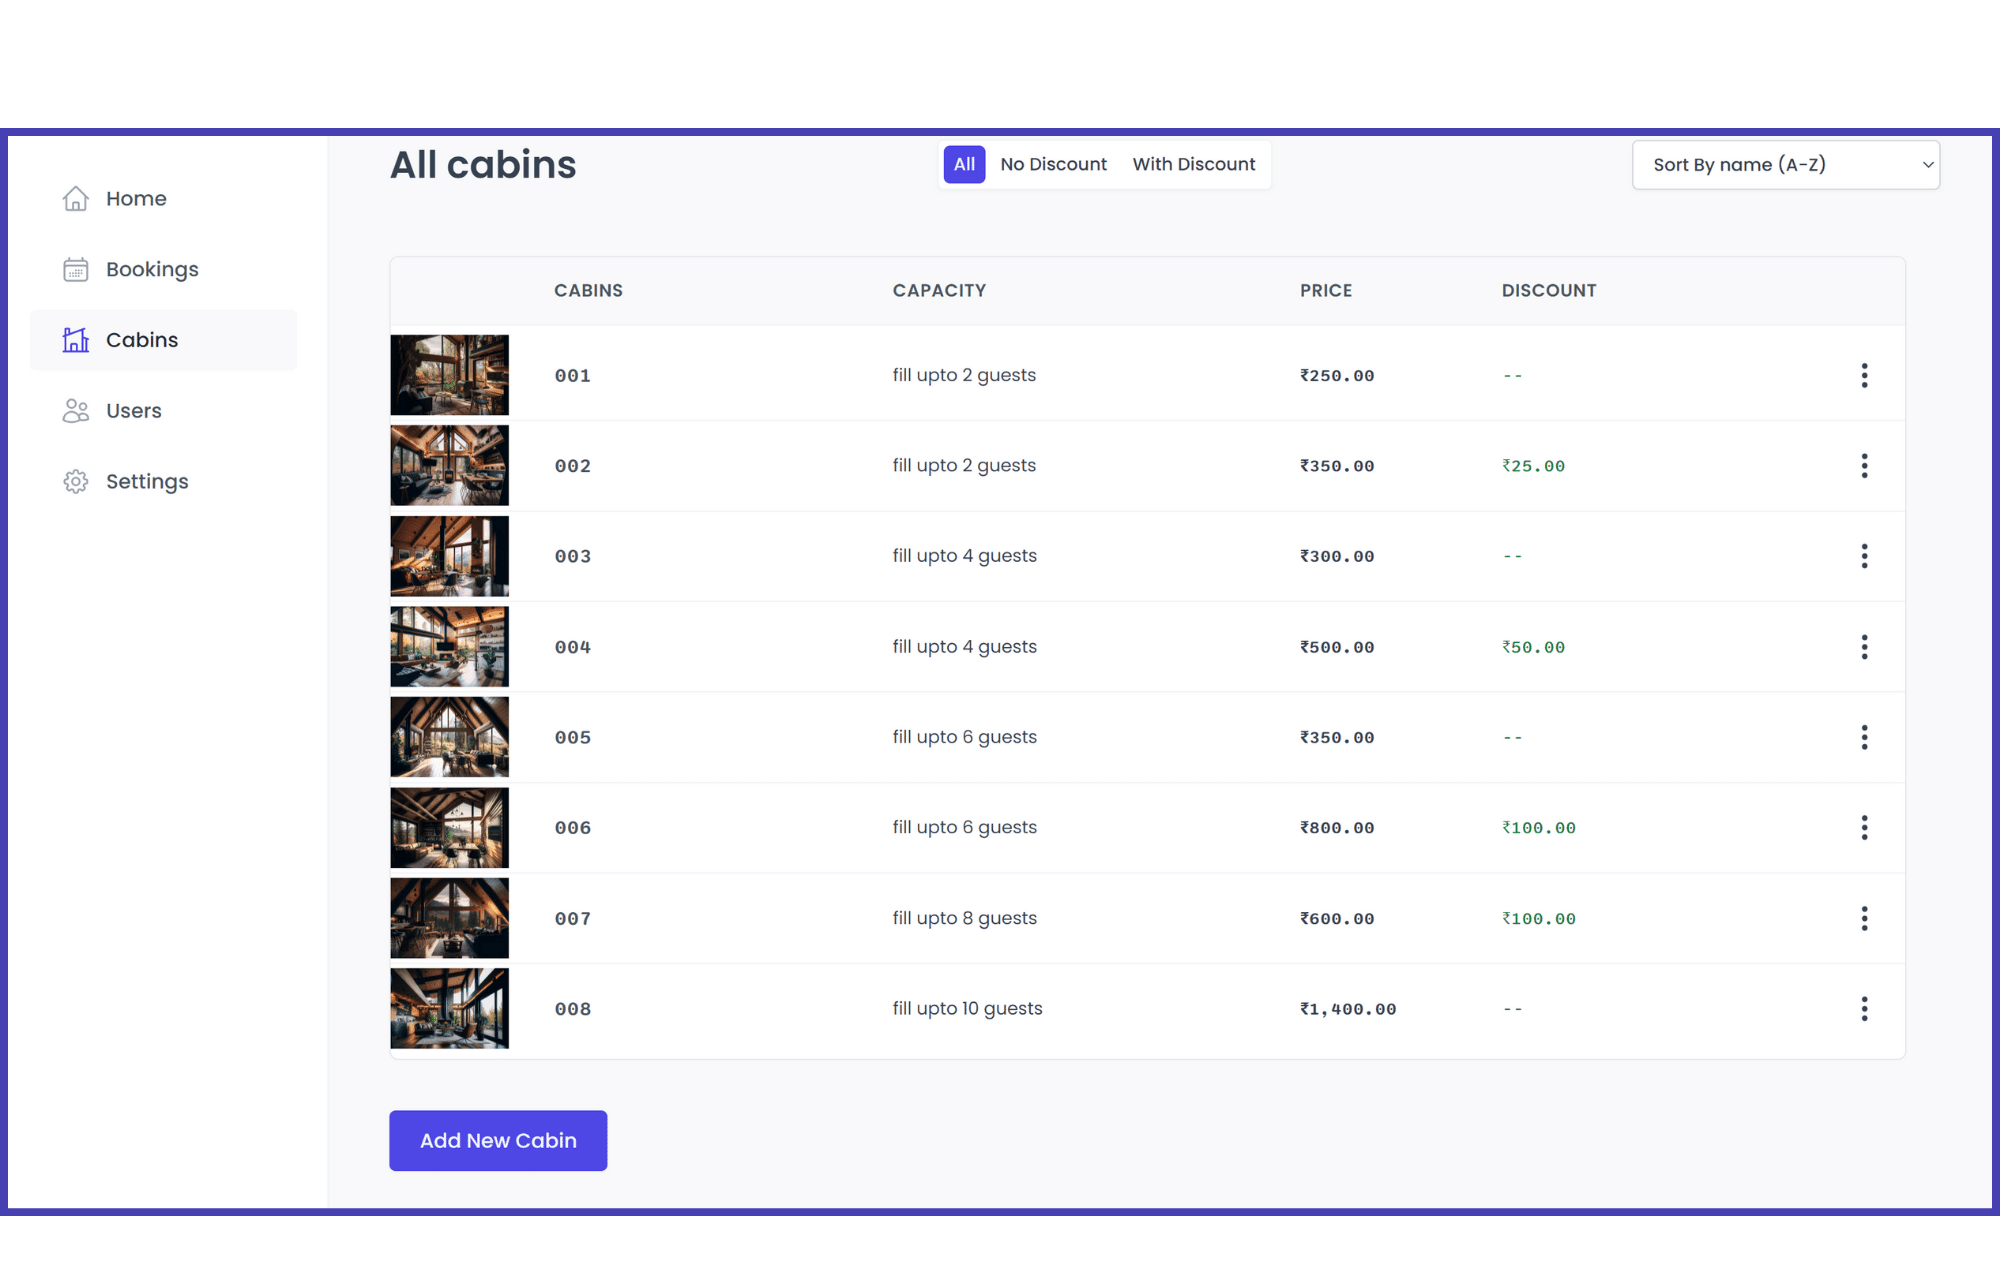 Home
Bookings
Cabins
Users
Settings
All cabins
All No Discount With Discount
Sort By name (A-Z)
CABINS CAPACITY PRICE DISCOUNT
001 fill upto 2 guests ₹250.00 --
002 fill upto 2 guests ₹350.00 ₹25.00
003 fill upto 4 guests ₹300.00 --
004 fill upto 4 guests ₹500.00 ₹50.00
005 fill upto 6 guests ₹350.00 --
006 fill upto 6 guests ₹800.00 ₹100.00
007 fill upto 8 guests ₹600.00 ₹100.00
008 fill upto 10 guests ₹1,400.00 --
Add New Cabin